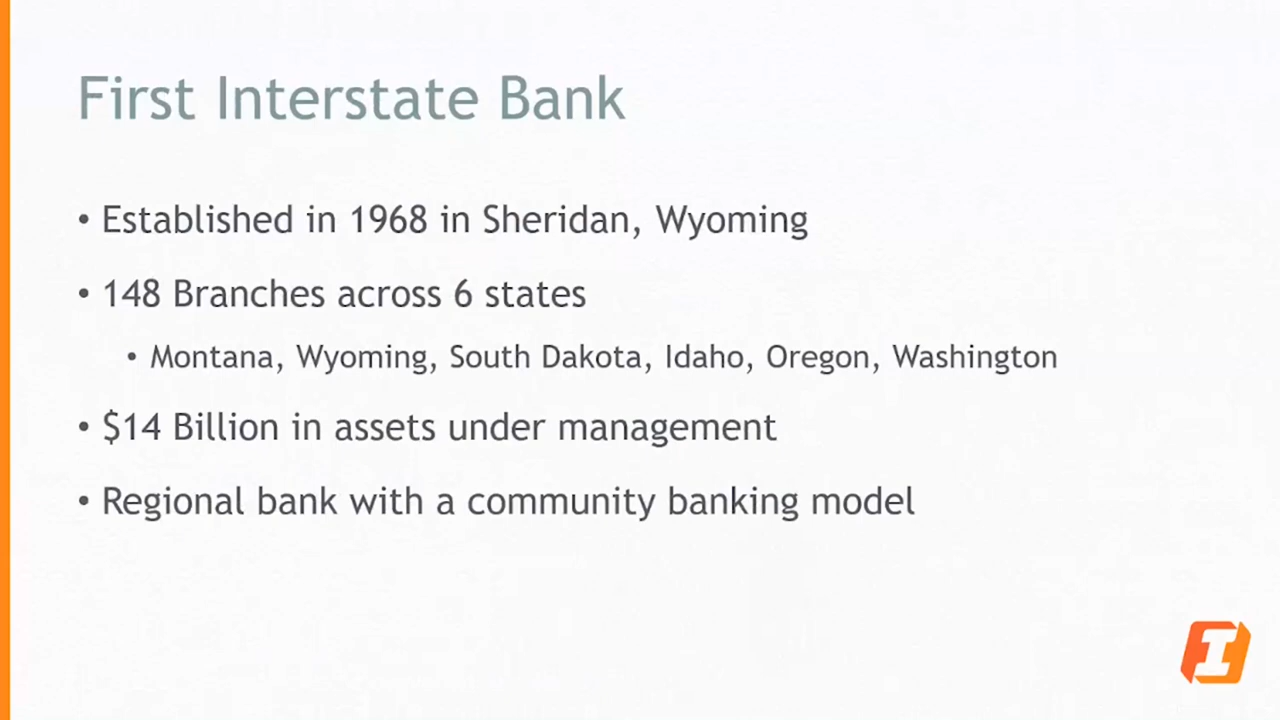 First Interstate Bank
• Established in 1968 in Sheridan, Wyoming
• 148 Branches across 6 states
• Montana, Wyoming, South Dakota, Idaho, Oregon, Washington
• $14 Billion in assets under management
• Regional bank with a community banking model
I